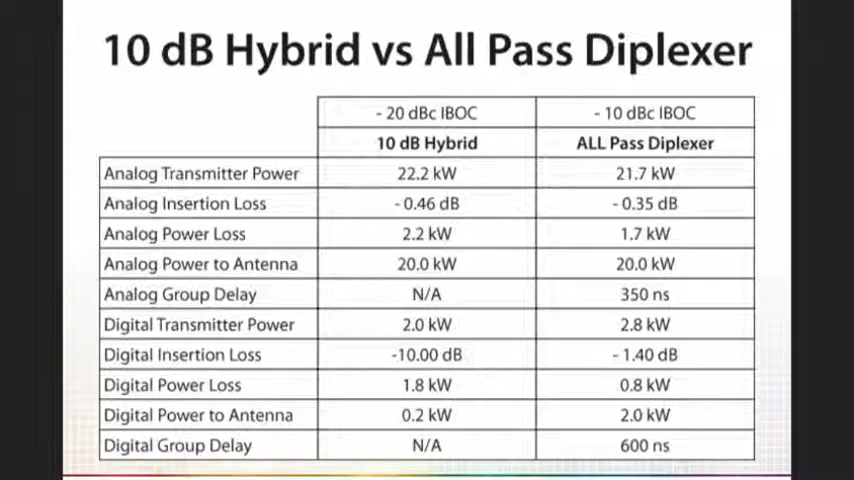 10 dB Hybrid vs All Pass Diplexer
- 20 dBc IBOC - 10 dBc IBOC
10 dB Hybrid ALL Pass Diplexer
Analog Transmitter Power 22.2 kW 21.7 kW
Analog Insertion Loss - 0.46 dB - 0.35 dB
Analog Power Loss 2.2 kW 1.7 kW
Analog Power to Antenna 20.0 kW 20.0 kW
Analog Group Delay N/A 350 ns
Digital Transmitter Power 2.0 kW 2.8 kW
Digital Insertion Loss -10.00 dB - 1.40 dB
Digital Power Loss 1.8 kW 0.8 kW
Digital Power to Antenna 0.2 kW 2.0 kW
Digital Group Delay N/A 600 ns